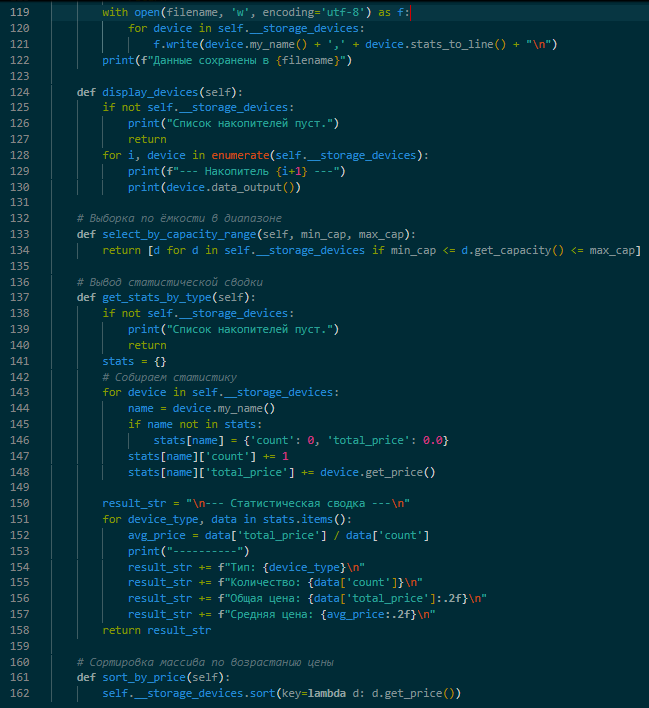 119 with open(filename, 'w', encoding='utf-8') as f:
120 for device in self.__storage_devices:
121 f.write(device.my_name() + ',' + device.stats_to_line() + "\n")
122 print(f"Данные сохранены в {filename}")
123
124 def display_devices(self):
125 if not self.__storage_devices:
126 print("Список накопителей пуст.")
127 return
128 for i, device in enumerate(self.__storage_devices):
129 print(f"--- Накопитель {i+1} ---")
130 print(device.data_output())
131
132 # Выборка по ёмкости в диапазоне
133 def select_by_capacity_range(self, min_cap, max_cap):
134 return [d for d in self.__storage_devices if min_cap <= d.get_capacity() <= max_cap]
135
136 # Вывод статистической сводки
137 def get_stats_by_type(self):
138 if not self.__storage_devices:
139 print("Список накопителей пуст.")
140 return
141 stats = {}
142 # Собираем статистику
143 for device in self.__storage_devices:
144 name = device.my_name()
145 if name not in stats:
146 stats[name] = {'count': 0, 'total_price': 0.0}
147 stats[name]['count'] += 1
148 stats[name]['total_price'] += device.get_price()
149
150 result_str = "\n--- Статистическая сводка ---\n"
151 for device_type, data in stats.items():
152 avg_price = data['total_price'] / data['count']
153 print("----------")
154 result_str += f"Тип: {device_type}\n"
155 result_str += f"Количество: {data['count']}\n"
156 result_str += f"Общая цена: {data['total_price']:.2f}\n"
157 result_str += f"Средняя цена: {avg_price:.2f}\n"
158 return result_str
159
160 # Сортировка массива по возрастанию цены
161 def sort_by_price(self):
162 self.__storage_devices.sort(key=lambda d: d.get_price())